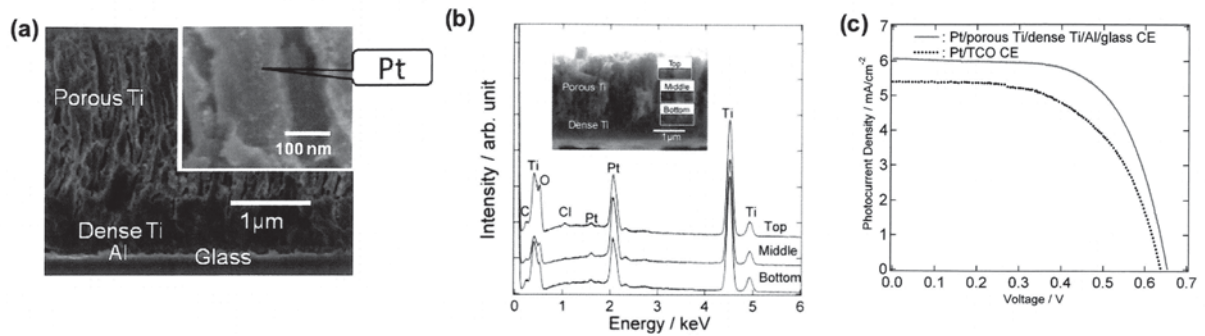 (a)
Pt
Porous Ti
100 nm
1μm
Dense Ti
Al
Glass
(b)
Intensity / arb. unit
Top
Porous Ti
Middle
Dense Ti
Bottom
1μm
Ti
Ti
O
Pt
C
Cl
Pt
Ti
Top
Middle
Bottom
0 1 2 3 4 5 6
Energy / keV
(c)
: Pt/porous Ti/dense Ti/Al/glass CE
: Pt/TCO CE
Photocurrent Density / mA/cm-2
7
6
5
4
3
2
1
0
0.0 0.1 0.2 0.3 0.4 0.5 0.6 0.7
Voltage / V